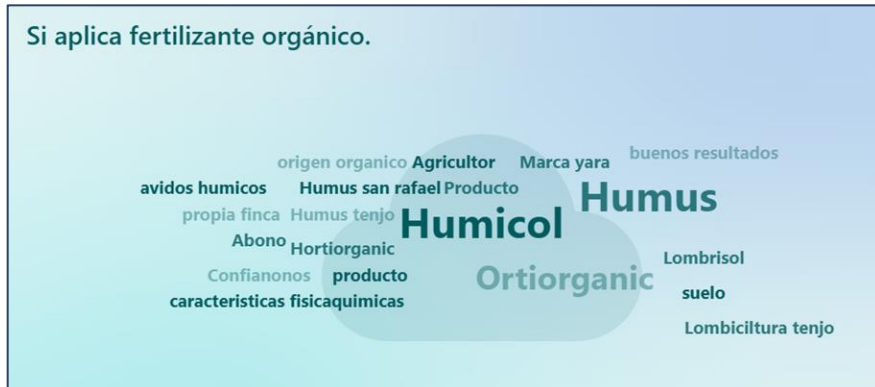 Si aplica fertilizante orgánico.
buenos resultados
origen organico Agricultor Marca yara
avidos humicos Humus san rafael Producto
Humus
propia finca Humus tenjo
Humicol
Abono Hortiorganic
Lombrisol
Confianonos producto Ortiorganic
suelo
caracteristicas fisicaquimicas
Lombiciltura tenjo